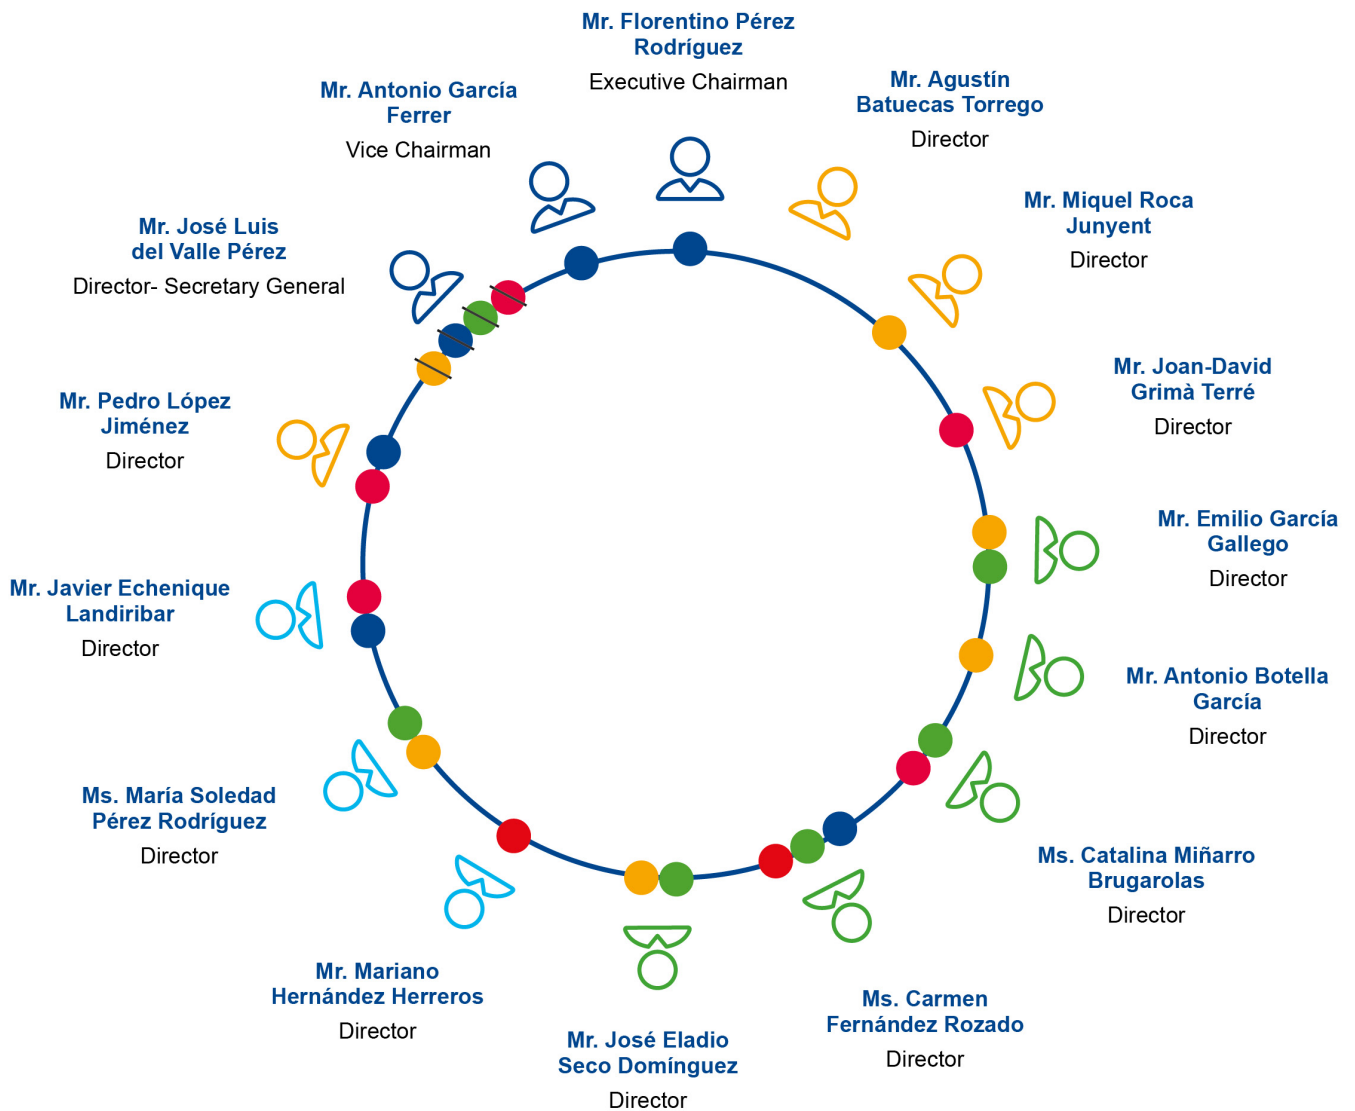 Mr. Florentino Pérez
Rodríguez
Executive Chairman
Mr. Agustín
Batuecas Torrego
Director
Mr. Miquel Roca
Junyent
Director
Mr. Joan-David
Grimà Terré
Director
Mr. Emilio García
Gallego
Director
Mr. Antonio Botella
García
Director
Ms. Catalina Miñarro
Brugarolas
Director
Ms. Carmen
Fernández Rozado
Director
Mr. José Eladio
Seco Domínguez
Director
Mr. Mariano
Hernández Herreros
Director
Ms. María Soledad
Pérez Rodríguez
Director
Mr. Javier Echenique
Landiribar
Director
Mr. Pedro López
Jiménez
Director
Mr. José Luis
del Valle Pérez
Director- Secretary General
Mr. Antonio García
Ferrer
Vice Chairman